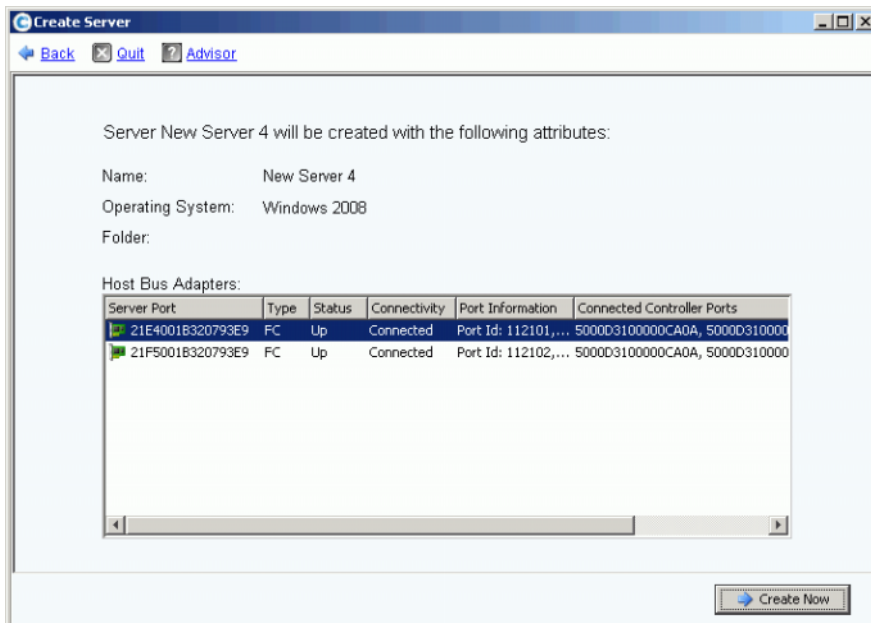 Create Server
Back Quit Advisor
Server New Server 4 will be created with the following attributes:
Name: New Server 4
Operating System: Windows 2008
Folder:
Host Bus Adapters:
Server Port Type Status Connectivity Port Information Connected Controller Ports
21E4001B320793E9 FC Up Connected Port Id: 112101,... 5000D3100000CA0A, 5000D310000
21F5001B320793E9 FC Up Connected Port Id: 112102,... 5000D3100000CA0A, 5000D310000
Create Now